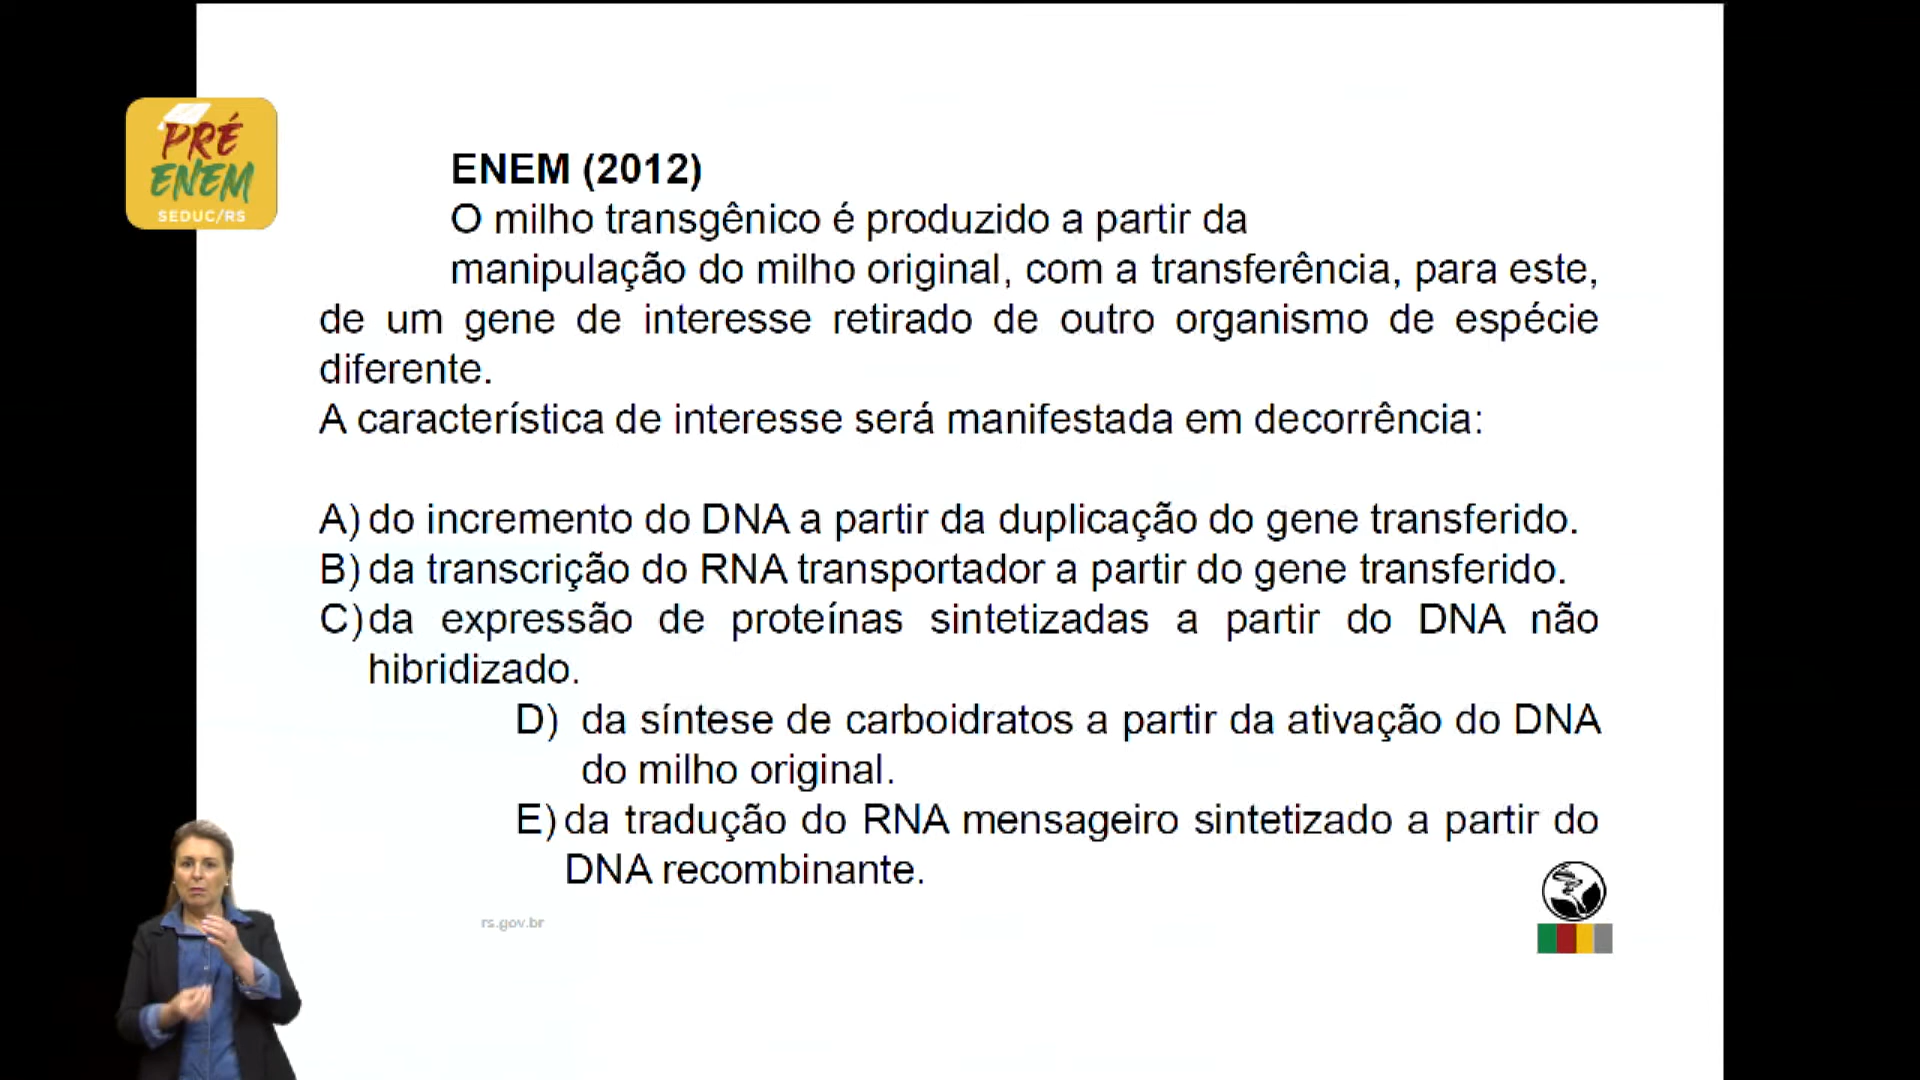 PRÉ
ENEM
SEDUC/RS
ENEM (2012)
O milho transgênico é produzido a partir da
manipulação do milho original, com a transferência, para este,
de um gene de interesse retirado de outro organismo de espécie
diferente.
A característica de interesse será manifestada em decorrência:
A) do incremento do DNA a partir da duplicação do gene transferido.
B) da transcrição do RNA transportador a partir do gene transferido.
C) da expressão de proteínas sintetizadas a partir do DNA não
hibridizado.
D) da síntese de carboidratos a partir da ativação do DNA
do milho original.
E) da tradução do RNA mensageiro sintetizado a partir do
DNA recombinante.
rs.gov.br